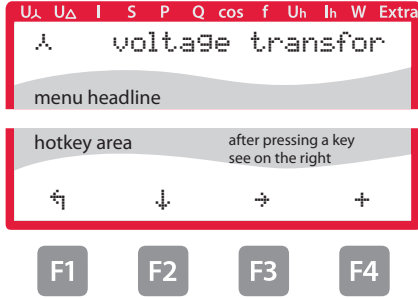 U⅄ U∆ I S P Q cos f Uh Ih W Extra
⅄ voltage transfor
menu headline
hotkey area
after pressing a key
see on the right
↰ ↓ → +
F1 F2 F3 F4